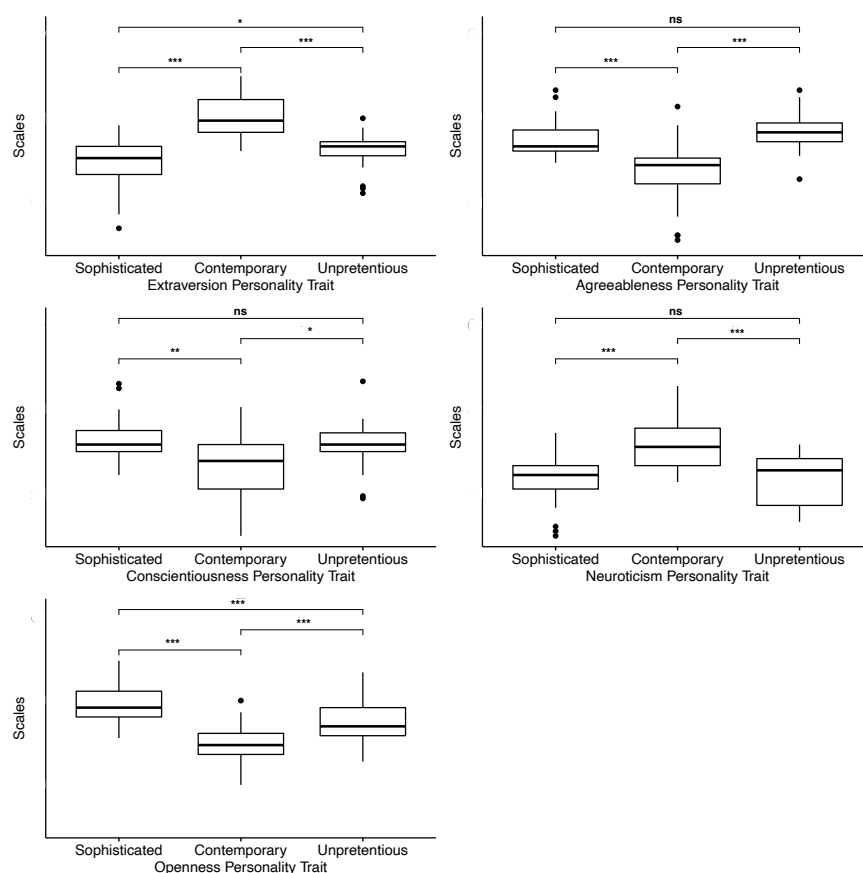 *
***
***
Scales
Sophisticated Contemporary Unpretentious
Extraversion Personality Trait
ns
***
***
Scales
Sophisticated Contemporary Unpretentious
Agreeableness Personality Trait
ns
*
**
Scales
Sophisticated Contemporary Unpretentious
Conscientiousness Personality Trait
ns
***
***
Scales
Sophisticated Contemporary Unpretentious
Neuroticism Personality Trait
***
***
***
Scales
Sophisticated Contemporary Unpretentious
Openness Personality Trait